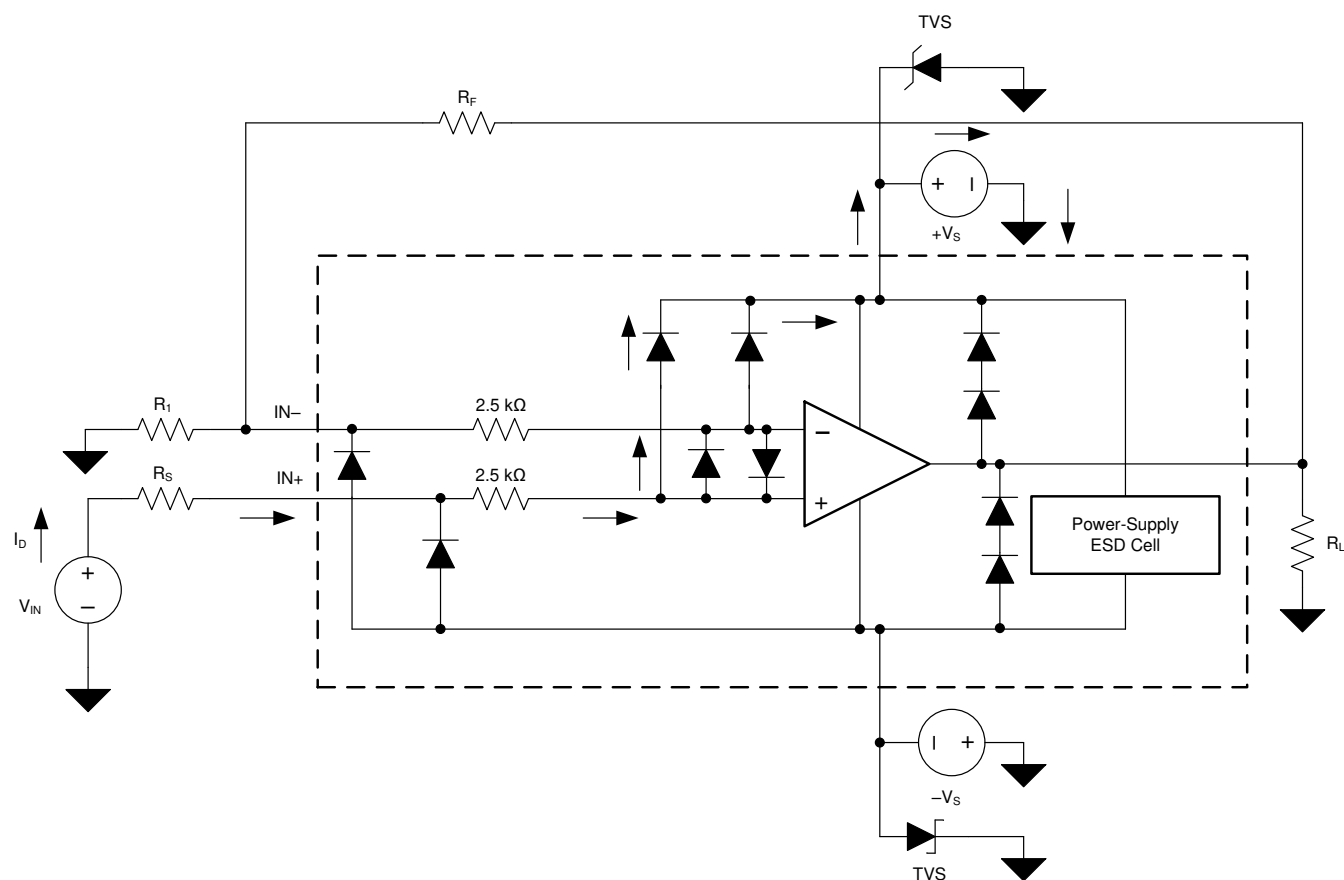 TVS
R_F
+ –
+V_S
R_1
IN–
2.5 kΩ
–
R_S
IN+
2.5 kΩ
+
I_D
+
–
V_IN
Power-Supply
ESD Cell
R_L
– +
–V_S
TVS